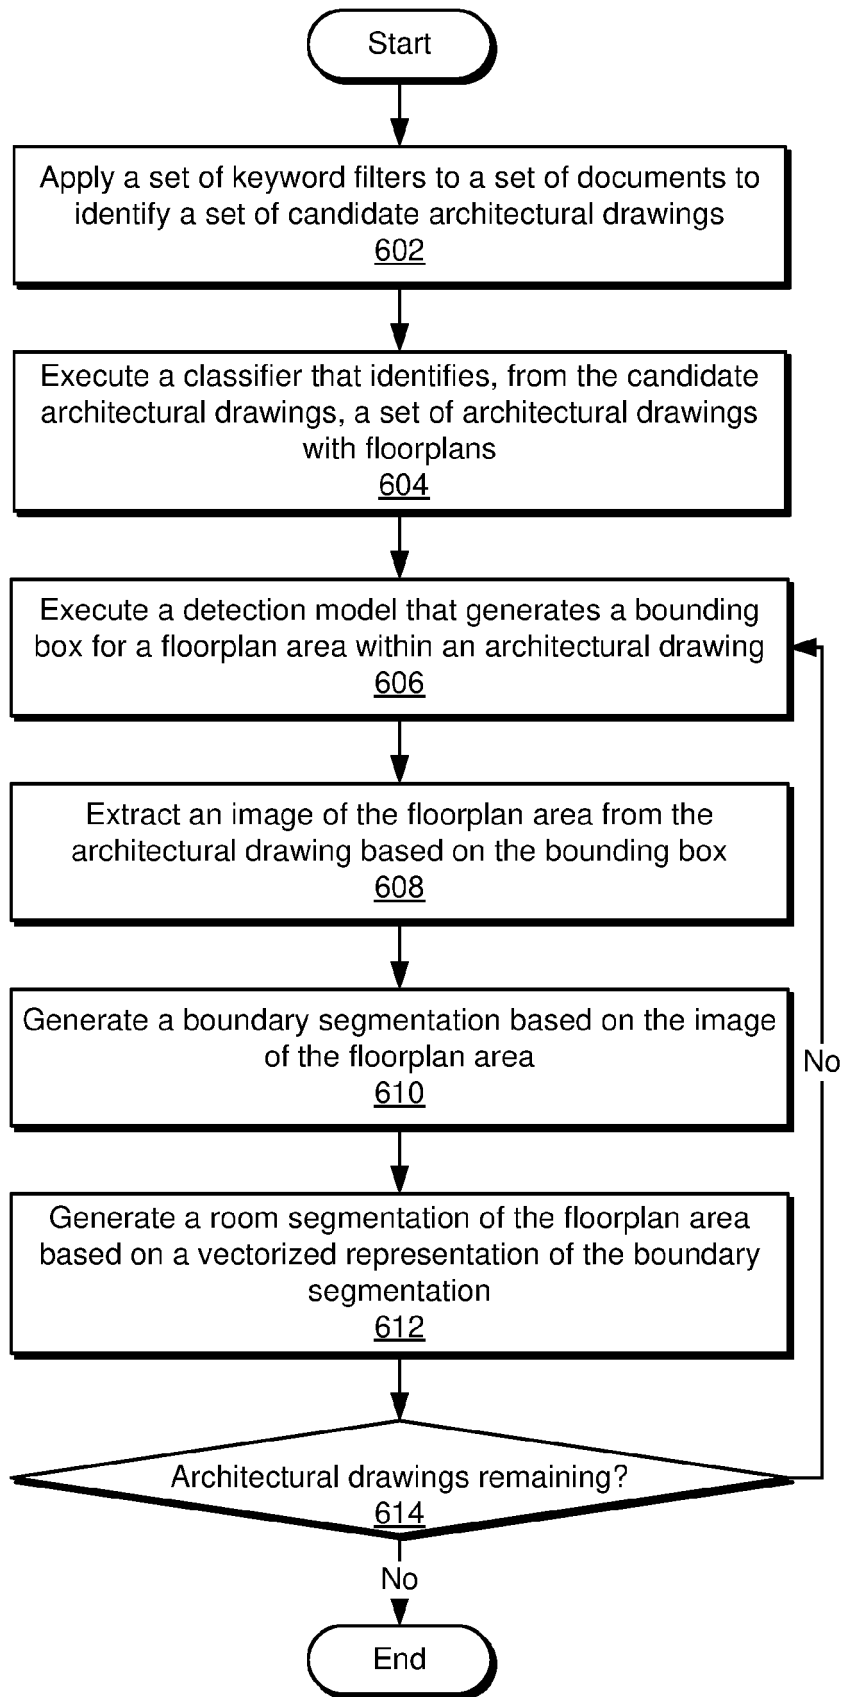 Start
Apply a set of keyword filters to a set of documents to
identify a set of candidate architectural drawings
602
Execute a classifier that identifies, from the candidate
architectural drawings, a set of architectural drawings
with floorplans
604
Execute a detection model that generates a bounding
box for a floorplan area within an architectural drawing
606
Extract an image of the floorplan area from the
architectural drawing based on the bounding box
608
Generate a boundary segmentation based on the image
of the floorplan area
610
No
Generate a room segmentation of the floorplan area
based on a vectorized representation of the boundary
segmentation
612
Architectural drawings remaining?
614
No
End